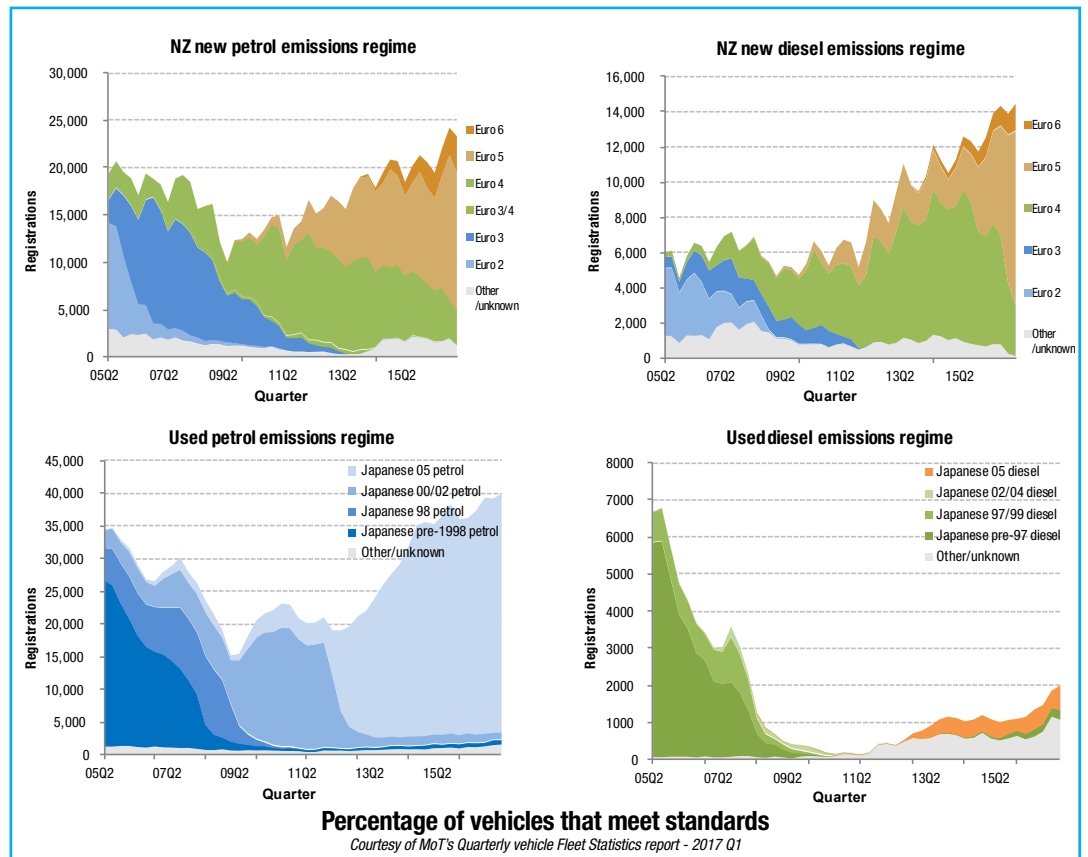 NZ new petrol emissions regime
30,000
25,000
20,000
15,000
10,000
5,000
0
Registrations
05Q2 07Q2 09Q2 11Q2 13Q2 15Q2
Quarter
Euro 6
Euro 5
Euro 4
Euro 3/4
Euro 3
Euro 2
Other
/unknown
NZ new diesel emissions regime
16,000
14,000
12,000
10,000
8,000
6,000
4,000
2,000
0
Registrations
05Q2 07Q2 09Q2 11Q2 13Q2 15Q2
Quarter
Euro 6
Euro 5
Euro 4
Euro 3
Euro 2
Other
/unknown
Used petrol emissions regime
45,000
40,000
35,000
30,000
25,000
20,000
15,000
10,000
5,000
0
Registrations
Japanese 05 petrol
Japanese 00/02 petrol
Japanese 98 petrol
Japanese pre-1998 petrol
Other/unknown
05Q2 07Q2 09Q2 11Q2 13Q2 15Q2
Quarter
Used diesel emissions regime
8000
7000
6000
5000
4000
3000
2000
1000
0
Registrations
Japanese 05 diesel
Japanese 02/04 diesel
Japanese 97/99 diesel
Japanese pre-97 diesel
Other/unknown
05Q2 07Q2 09Q2 11Q2 13Q2 15Q2
Quarter
Percentage of vehicles that meet standards
Courtesy of MoT's Quarterly vehicle Fleet Statistics report - 2017 Q1